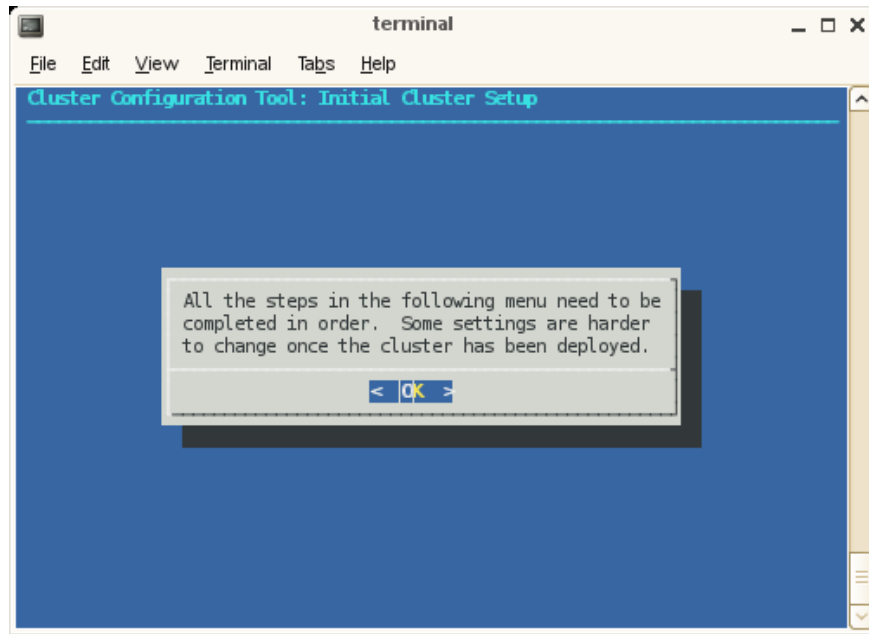 terminal
File Edit View Terminal Tabs Help
Cluster Configuration Tool: Initial Cluster Setup
All the steps in the following menu need to be
completed in order.  Some settings are harder
to change once the cluster has been deployed.
< OK >